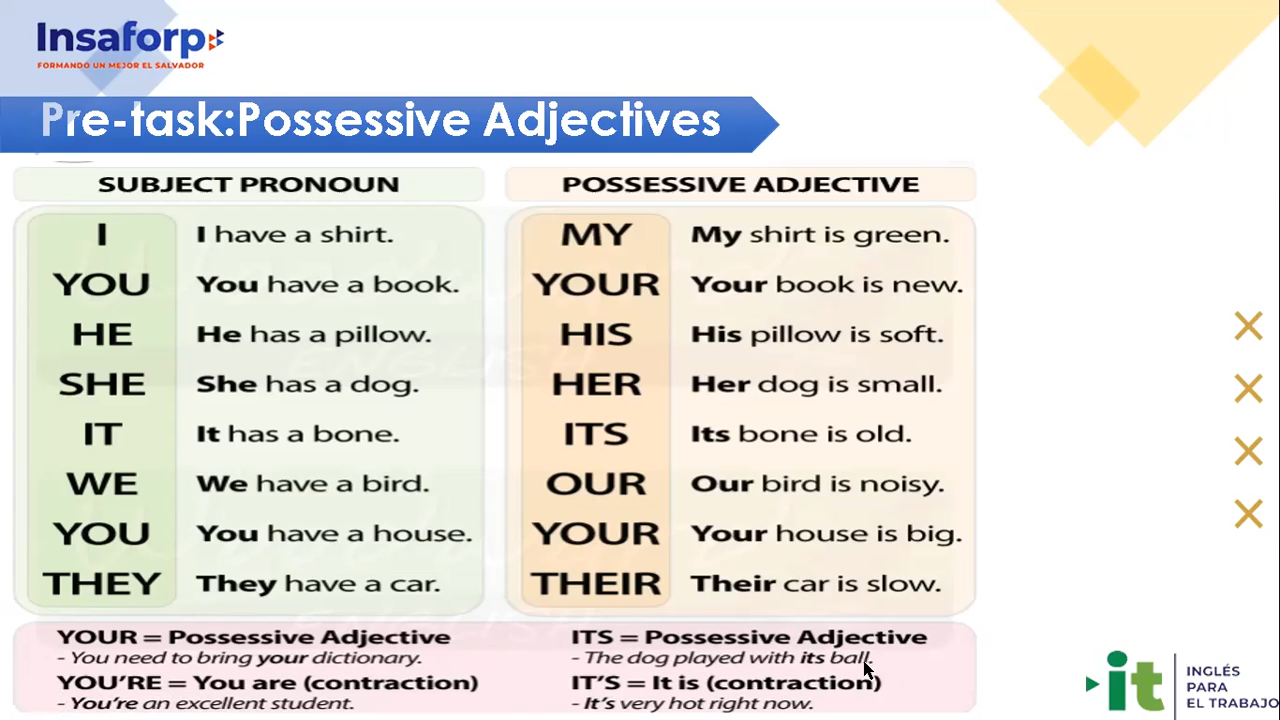 Insaforp
FORMANDO UN MEJOR EL SALVADOR
Pre-task:Possessive Adjectives
SUBJECT PRONOUN POSSESSIVE ADJECTIVE
I I have a shirt. MY My shirt is green.
YOU You have a book. YOUR Your book is new.
HE He has a pillow. HIS His pillow is soft.
SHE She has a dog. HER Her dog is small.
IT It has a bone. ITS Its bone is old.
WE We have a bird. OUR Our bird is noisy.
YOU You have a house. YOUR Your house is big.
THEY They have a car. THEIR Their car is slow.
YOUR = Possessive Adjective ITS = Possessive Adjective
- You need to bring your dictionary. - The dog played with its ball.
YOU'RE = You are (contraction) IT'S = It is (contraction)
- You're an excellent student. - It's very hot right now.
it INGLÉS
PARA
EL TRABAJO